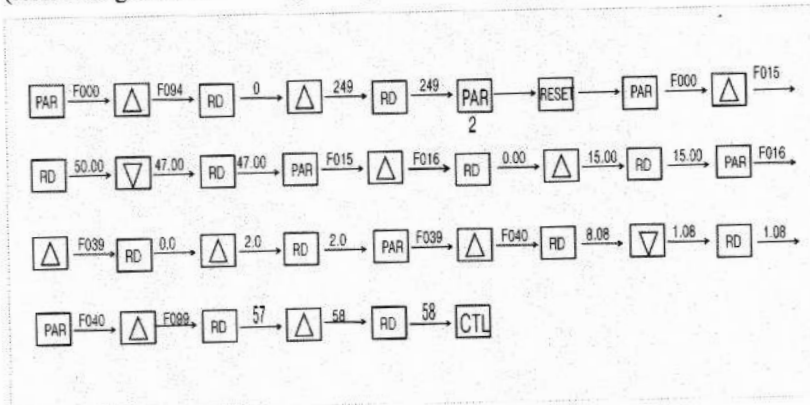 PAR F000 △ F094 RD 0 △ 249 RD 249 PAR RESET PAR F000 △ F015
2
RD 50.00 ▽ 47.00 RD 47.00 PAR F015 △ F016 RD 0.00 △ 15.00 RD 15.00 PAR F016
△ F039 RD 0.0 △ 2.0 RD 2.0 PAR F039 △ F040 RD 8.08 ▽ 1.08 RD 1.08
PAR F040 △ F099 RD 57 △ 58 RD 58 CTL